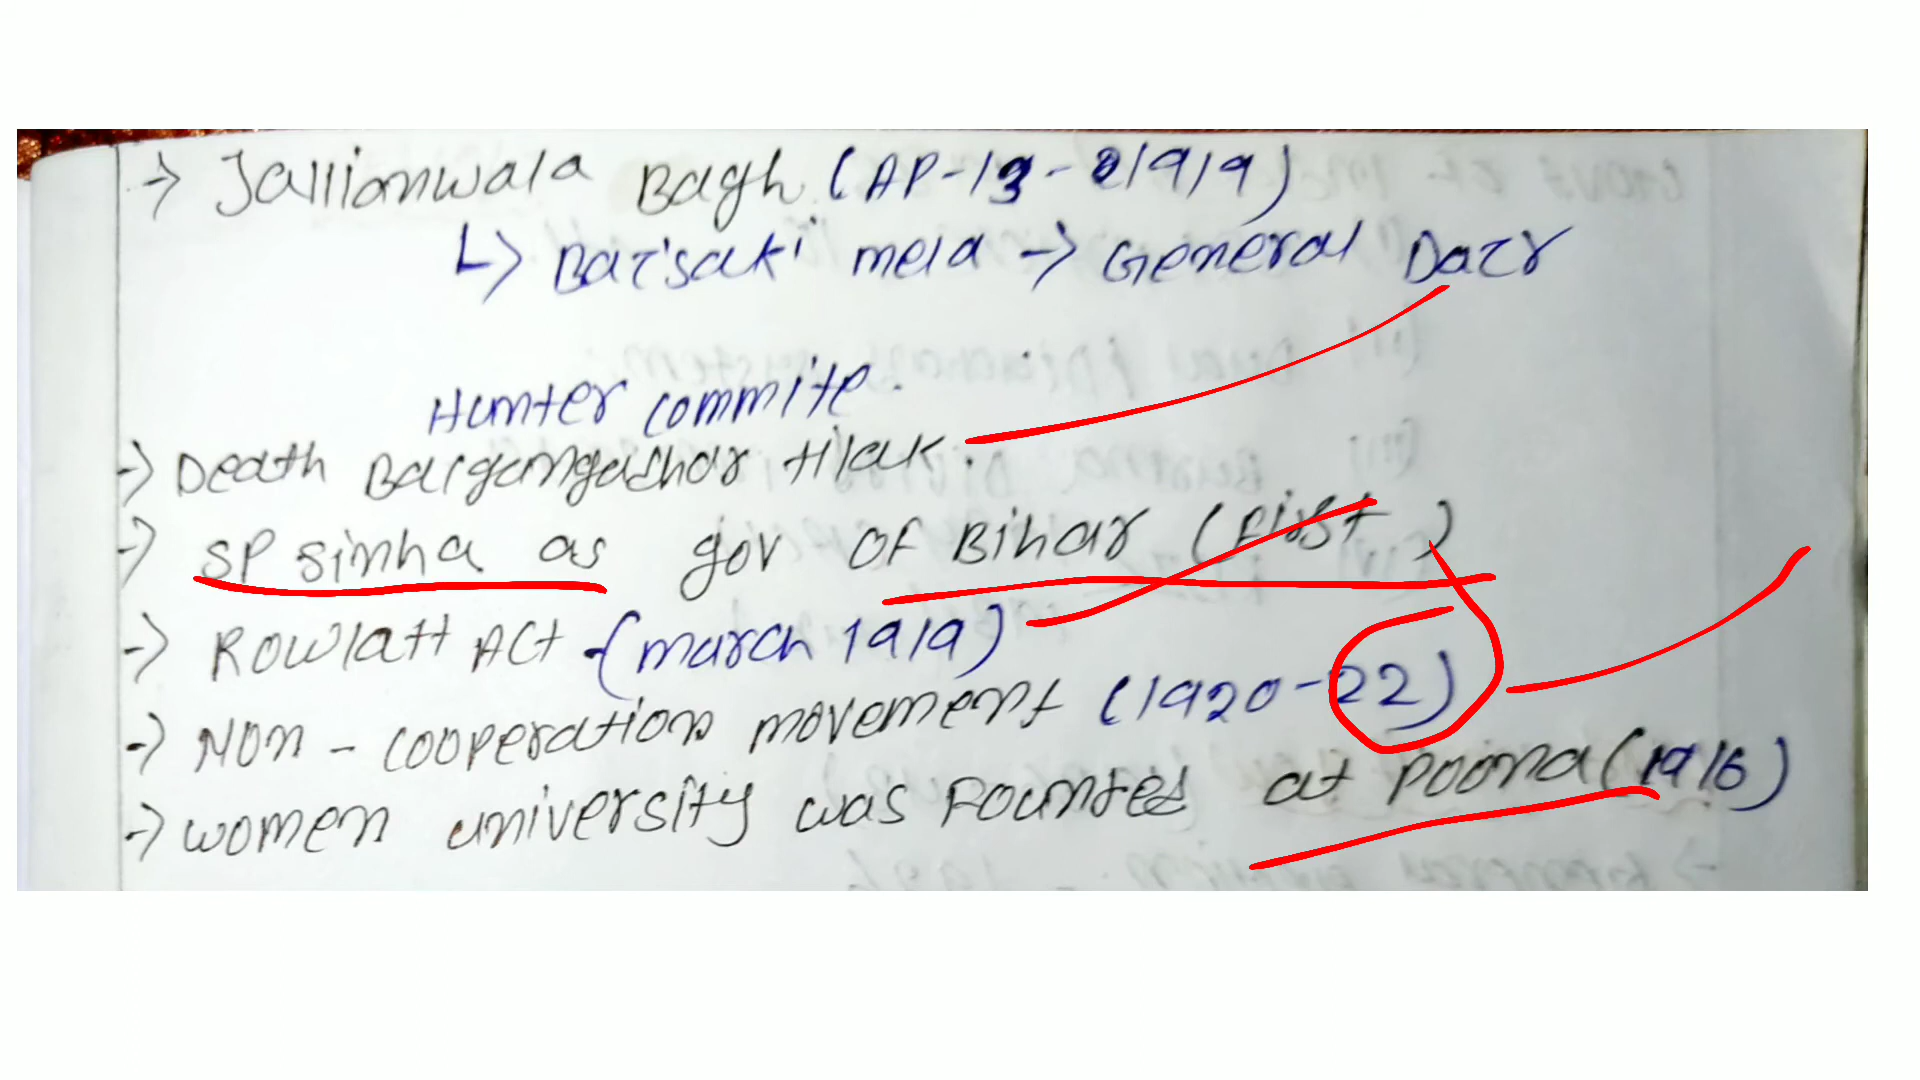 -> Jallianwala Bagh (AP-13-1919)
↳ Baisaki mela -> General Dair
Hunter committe.
-> Death Balgangadhar tilak.
-> SP sinha as gov of Bihar (first)
-> Rowlatt Act - (march 1919)
-> Non - cooperation movement (1920-22)
-> women university was Founded at poona (1916)